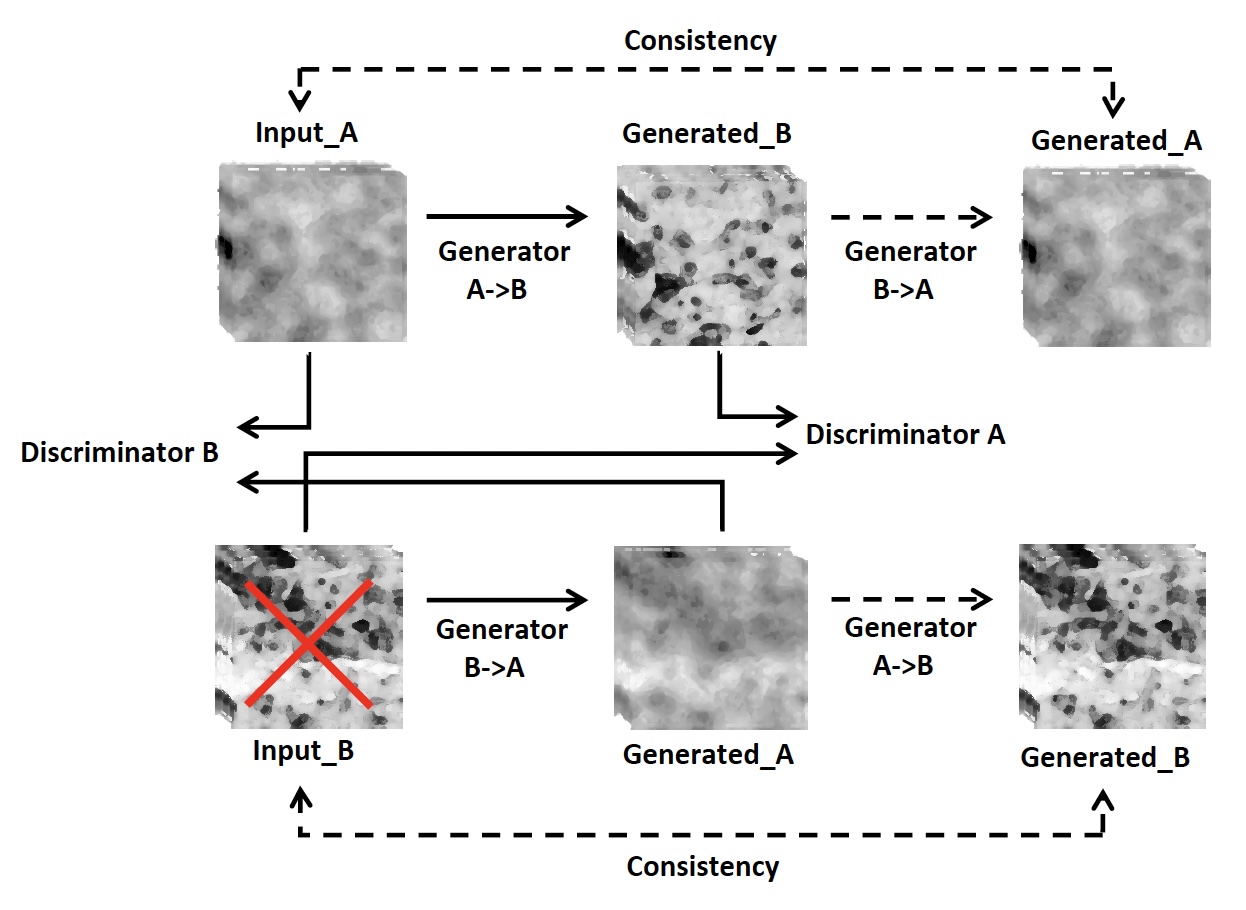 Consistency
Input_A
Generated_B
Generated_A
Generator
A->B
Generator
B->A
Discriminator B
Discriminator A
Generator
B->A
Generator
A->B
Input_B
Generated_A
Generated_B
Consistency